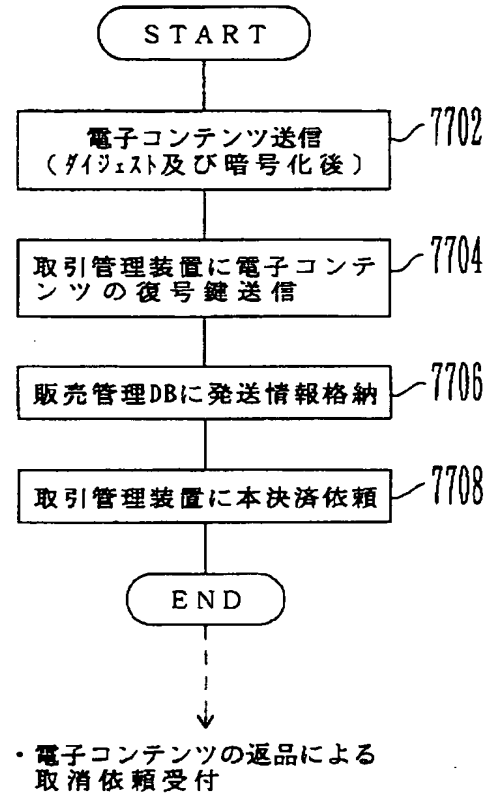 START
電子コンテンツ送信
(ダイジェスト及び暗号化後)
7702
取引管理装置に電子コンテ
ンツの復号鍵送信
7704
販売管理DBに発送情報格納
7706
取引管理装置に本決済依頼
7708
END
・電子コンテンツの返品による
取消依頼受付